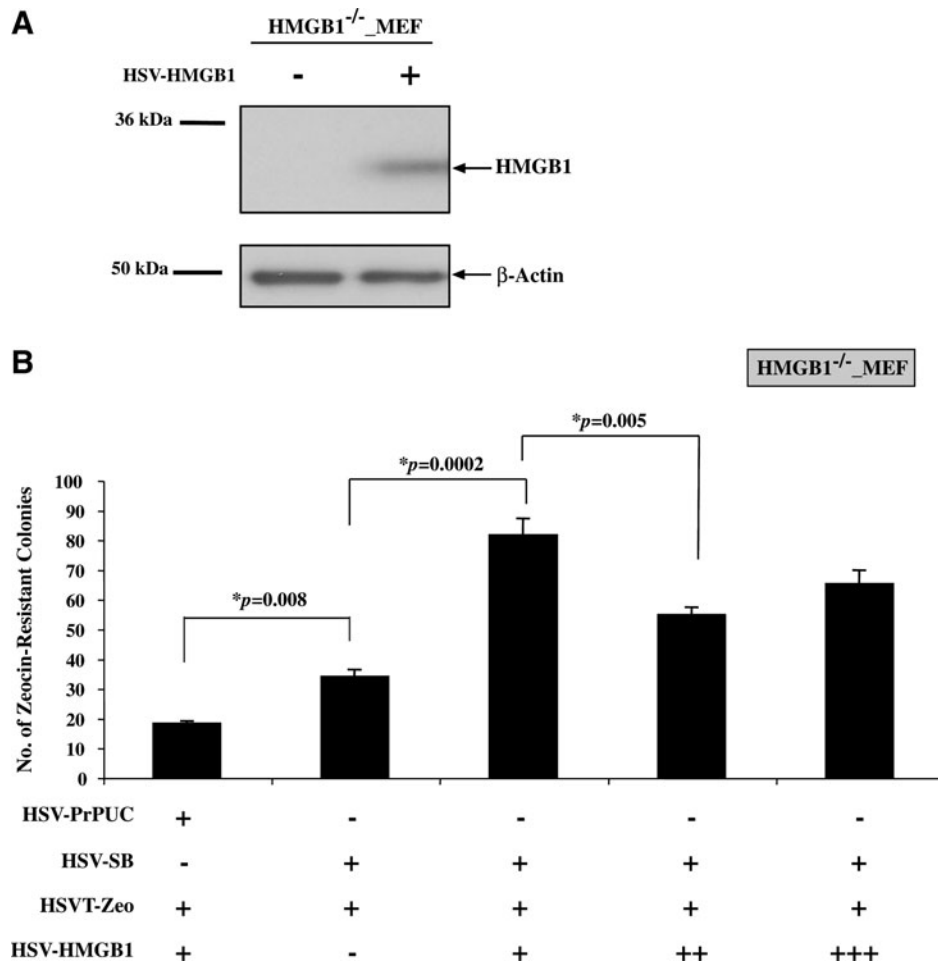 A
HMGB1-/-_MEF
HSV-HMGB1 - +
36 kDa
HMGB1
50 kDa
β-Actin
B
HMGB1-/-_MEF
*p=0.005
*p=0.0002
*p=0.008
No. of Zeocin-Resistant Colonies
100
90
80
70
60
50
40
30
20
10
0
HSV-PrPUC + - - - -
HSV-SB - + + + +
HSVT-Zeo + + + + +
HSV-HMGB1 + - + ++ +++